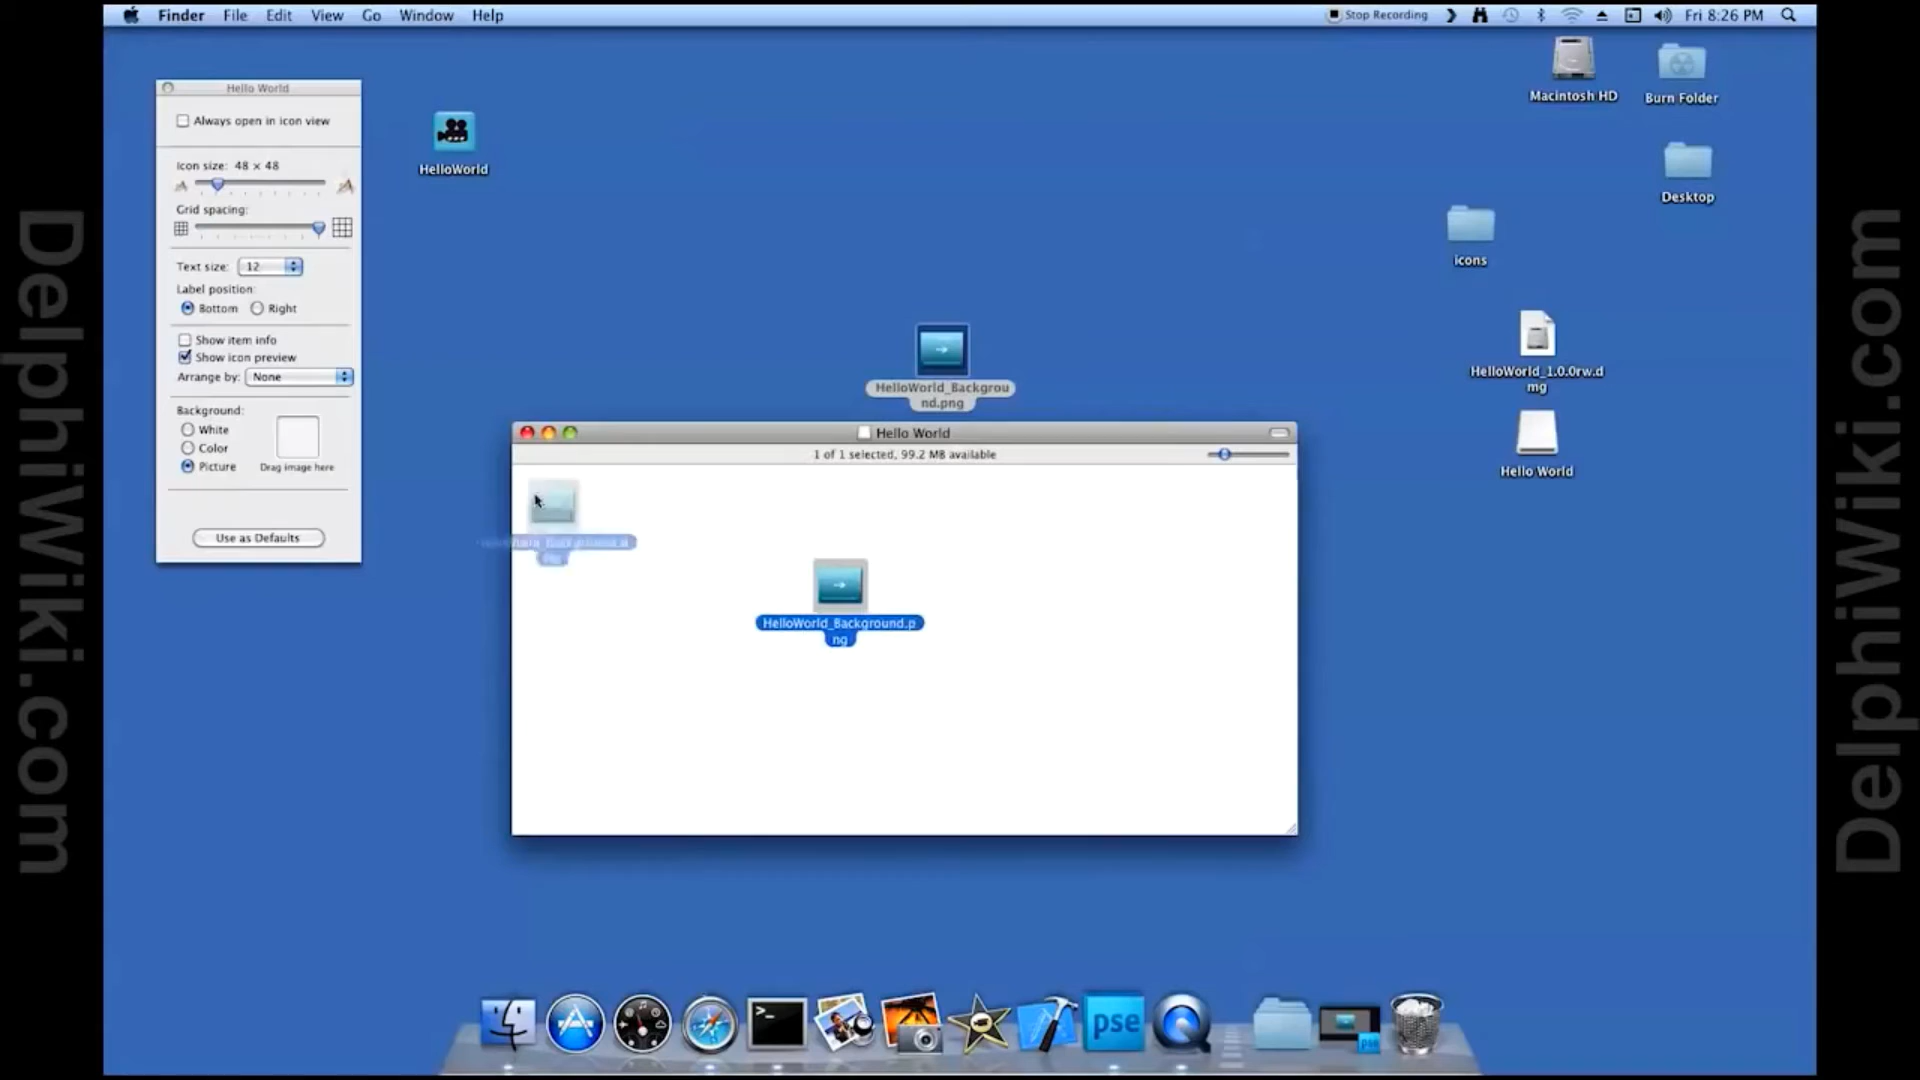 Finder File Edit View Go Window Help
Stop Recording Fri 8:26 PM
Hello World
Always open in icon view
Icon size: 48 × 48
Grid spacing:
Text size: 12
Label position:
Bottom Right
Show item info
Show icon preview
Arrange by: None
Background:
White
Color
Picture
Drag image here
Use as Defaults
HelloWorld
Macintosh HD
Burn Folder
Desktop
icons
HelloWorld_1.0.0rw.d
mg
Hello World
HelloWorld_Backgrou
nd.png
Hello World
1 of 1 selected, 99.2 MB available
HelloWorld_Background.p
ng
pse
pse
DelphiWiki.com
DelphiWiki.com